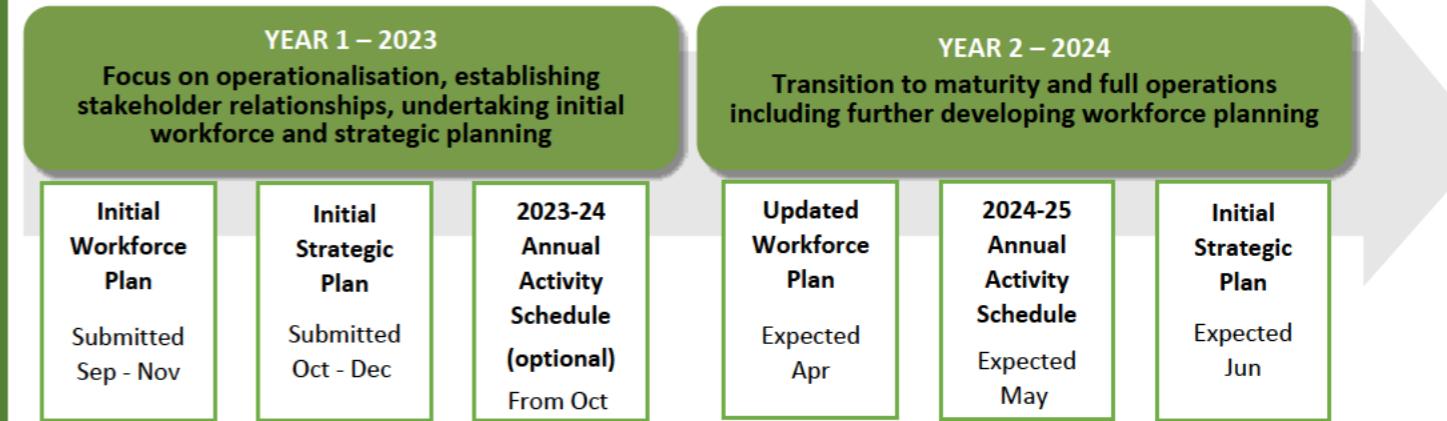 YEAR 1 – 2023
Focus on operationalisation, establishing
stakeholder relationships, undertaking initial
workforce and strategic planning
YEAR 2 – 2024
Transition to maturity and full operations
including further developing workforce planning
Initial
Workforce
Plan
Submitted
Sep - Nov
Initial
Strategic
Plan
Submitted
Oct - Dec
2023-24
Annual
Activity
Schedule
(optional)
From Oct
Updated
Workforce
Plan
Expected
Apr
2024-25
Annual
Activity
Schedule
Expected
May
Initial
Strategic
Plan
Expected
Jun